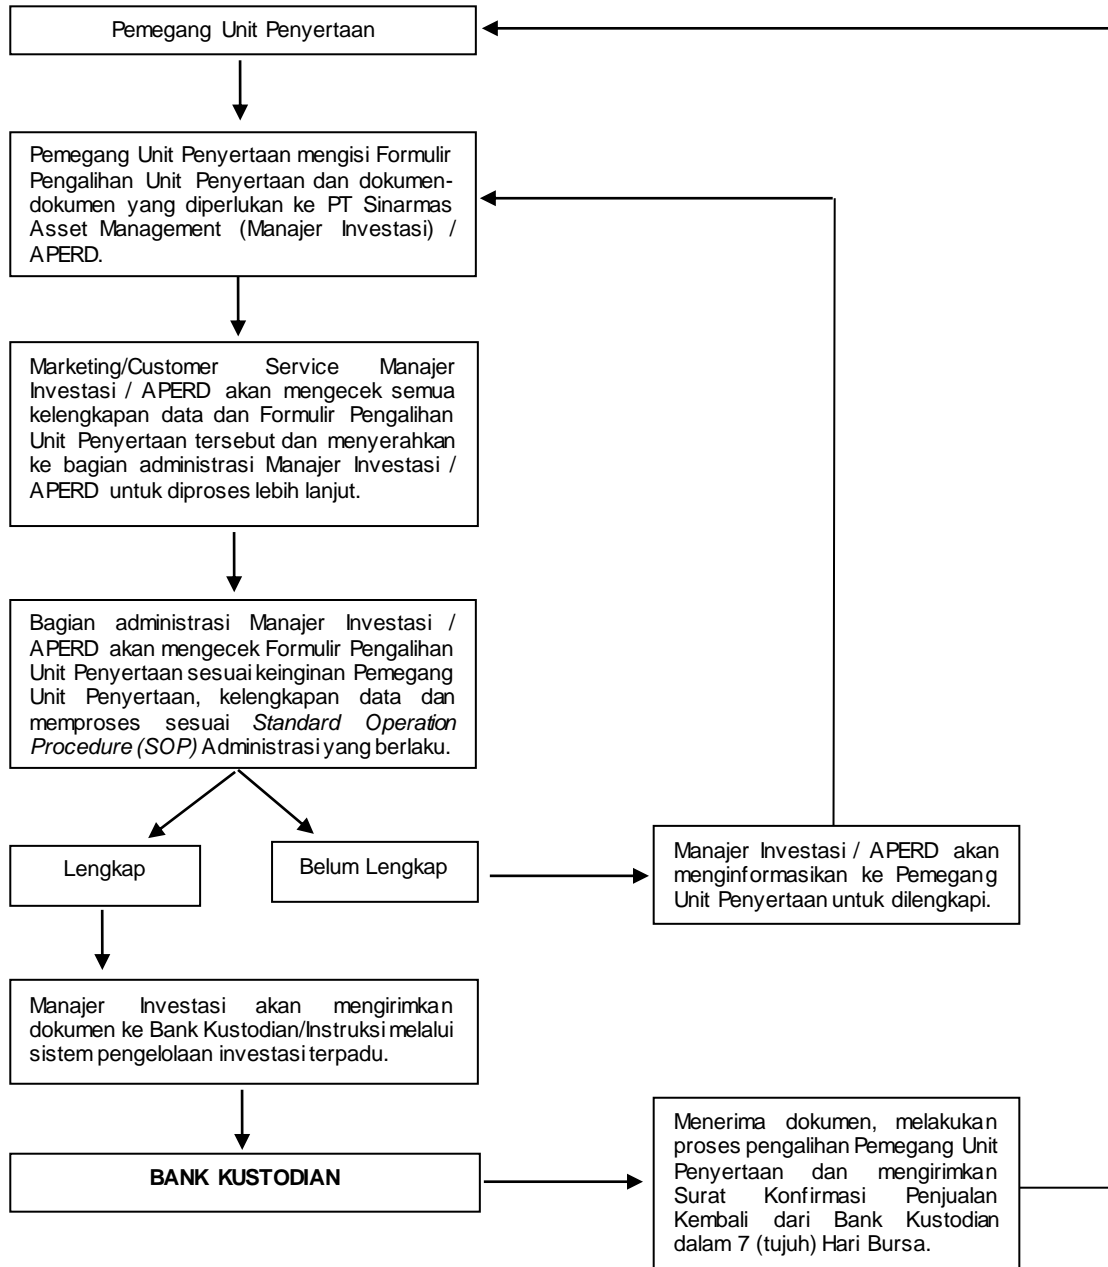 Pemegang Unit Penyertaan
Pemegang Unit Penyertaan mengisi Formulir
Pengalihan Unit Penyertaan dan dokumen-
dokumen yang diperlukan ke PT Sinarmas
Asset Management (Manajer Investasi) /
APERD.
Marketing/Customer Service Manajer
Investasi / APERD akan mengecek semua
kelengkapan data dan Formulir Pengalihan
Unit Penyertaan tersebut dan menyerahkan
ke bagian administrasi Manajer Investasi /
APERD untuk diproses lebih lanjut.
Bagian administrasi Manajer Investasi /
APERD akan mengecek Formulir Pengalihan
Unit Penyertaan sesuai keinginan Pemegang
Unit Penyertaan, kelengkapan data dan
memproses sesuai Standard Operation
Procedure (SOP) Administrasi yang berlaku.
Lengkap
Belum Lengkap
Manajer Investasi / APERD akan
menginformasikan ke Pemegang
Unit Penyertaan untuk dilengkapi.
Manajer Investasi akan mengirimkan
dokumen ke Bank Kustodian/Instruksi melalui
sistem pengelolaan investasi terpadu.
BANK KUSTODIAN
Menerima dokumen, melakukan
proses pengalihan Pemegang Unit
Penyertaan dan mengirimkan
Surat Konfirmasi Penjualan
Kembali dari Bank Kustodian
dalam 7 (tujuh) Hari Bursa.